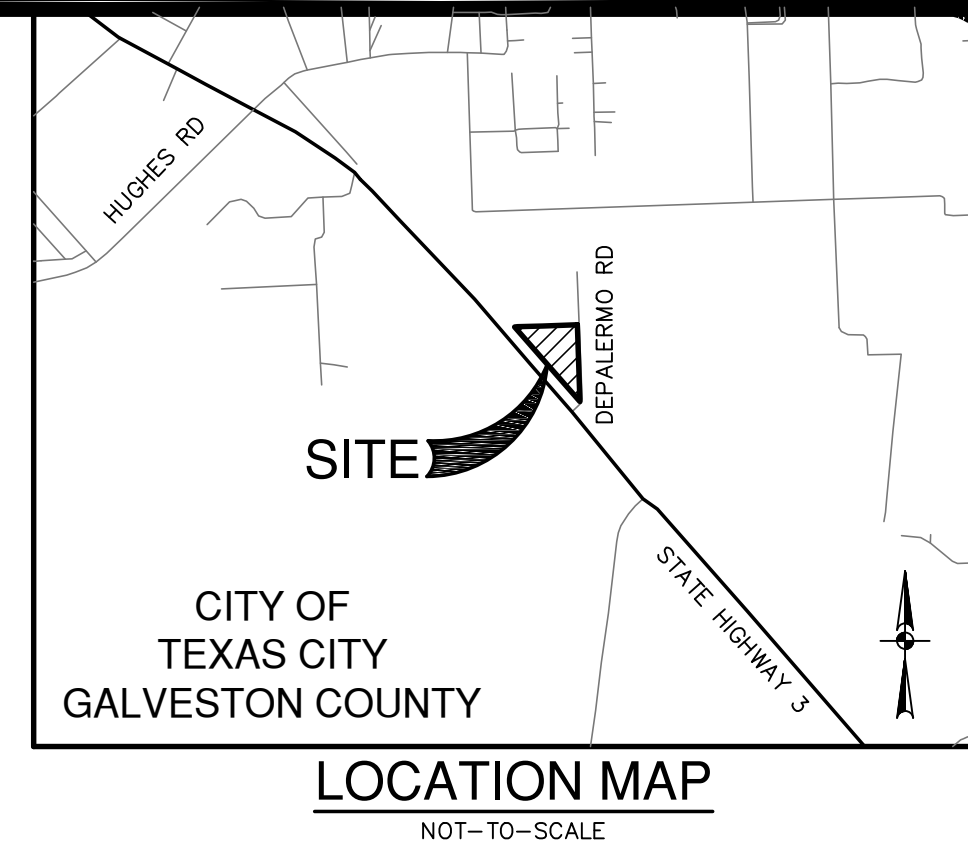 HUGHES RD
DEPALERMO RD
SITE
STATE HIGHWAY 3
CITY OF
TEXAS CITY
GALVESTON COUNTY
LOCATION MAP
NOT-TO-SCALE